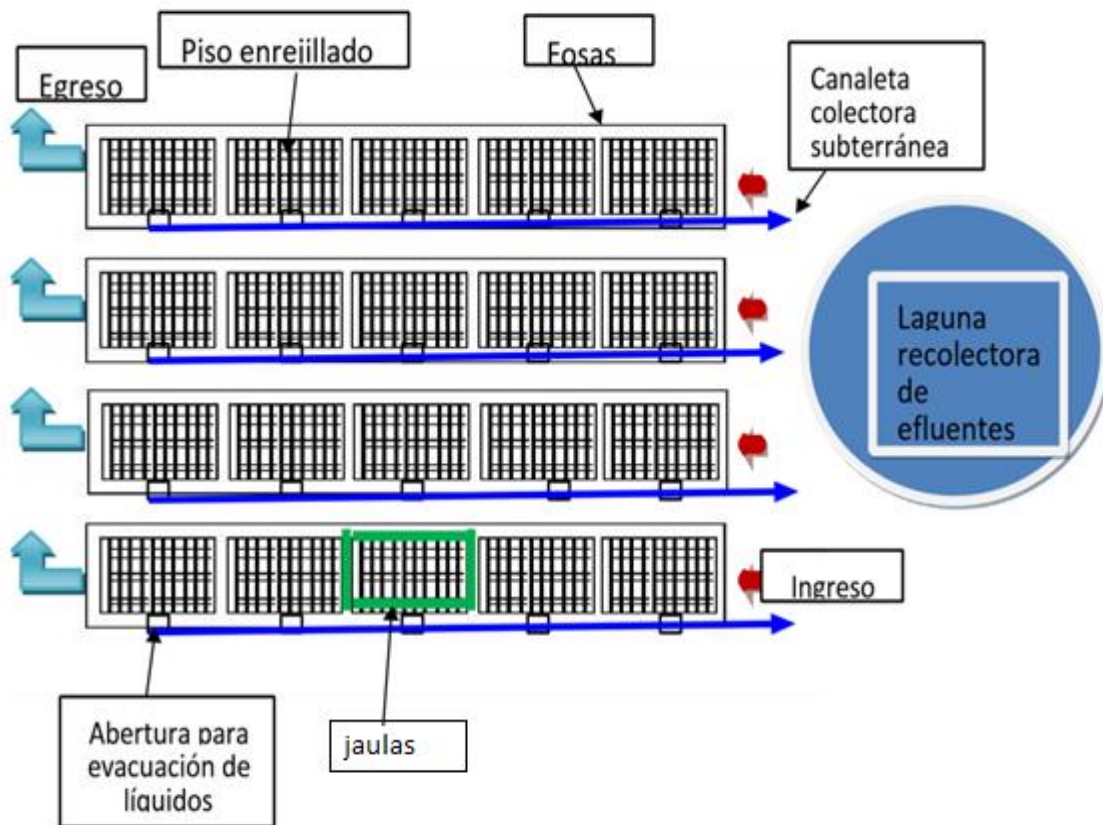 Piso enrejillado
Fosas
Egreso
Canaleta
colectora
subterránea
Laguna
recolectora
de
efluentes
Ingreso
Abertura para
evacuación de
líquidos
jaulas